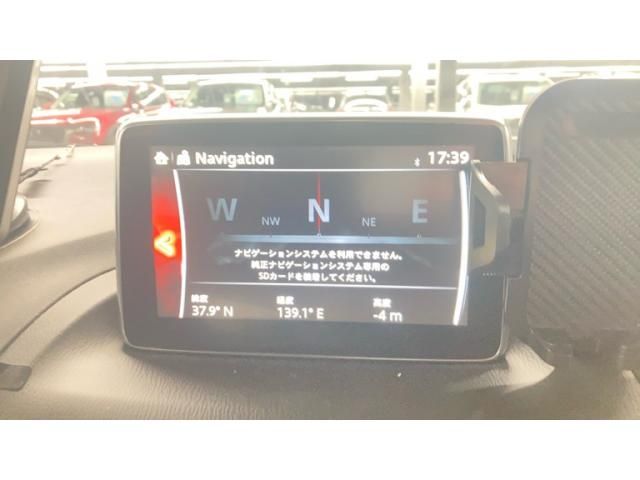 Navigation
17:39
W NW N NE E
ナビゲーションシステムを利用できません。
純正ナビゲーションシステム専用の
SDカードを装着してください。
緯度 経度 高度
37.9° N 139.1° E -4 m